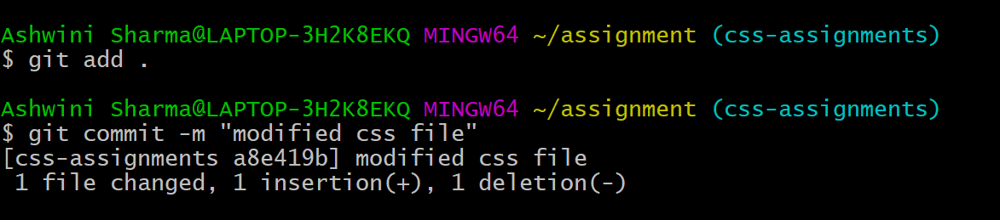 Ashwini Sharma@LAPTOP-3H2K8EKQ MINGW64 ~/assignment (css-assignments)
$ git add .
Ashwini Sharma@LAPTOP-3H2K8EKQ MINGW64 ~/assignment (css-assignments)
$ git commit -m "modified css file"
[css-assignments a8e419b] modified css file
 1 file changed, 1 insertion(+), 1 deletion(-)